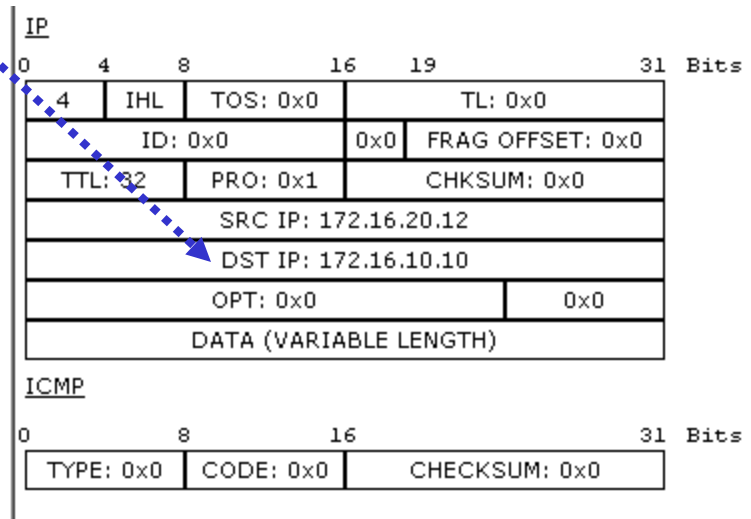 IP
0 4 8 16 19 31 Bits
4 IHL TOS: 0x0 TL: 0x0
ID: 0x0 0x0 FRAG OFFSET: 0x0
TTL: 32 PRO: 0x1 CHKSUM: 0x0
SRC IP: 172.16.20.12
DST IP: 172.16.10.10
OPT: 0x0 0x0
DATA (VARIABLE LENGTH)
ICMP
0 8 16 31 Bits
TYPE: 0x0 CODE: 0x0 CHECKSUM: 0x0